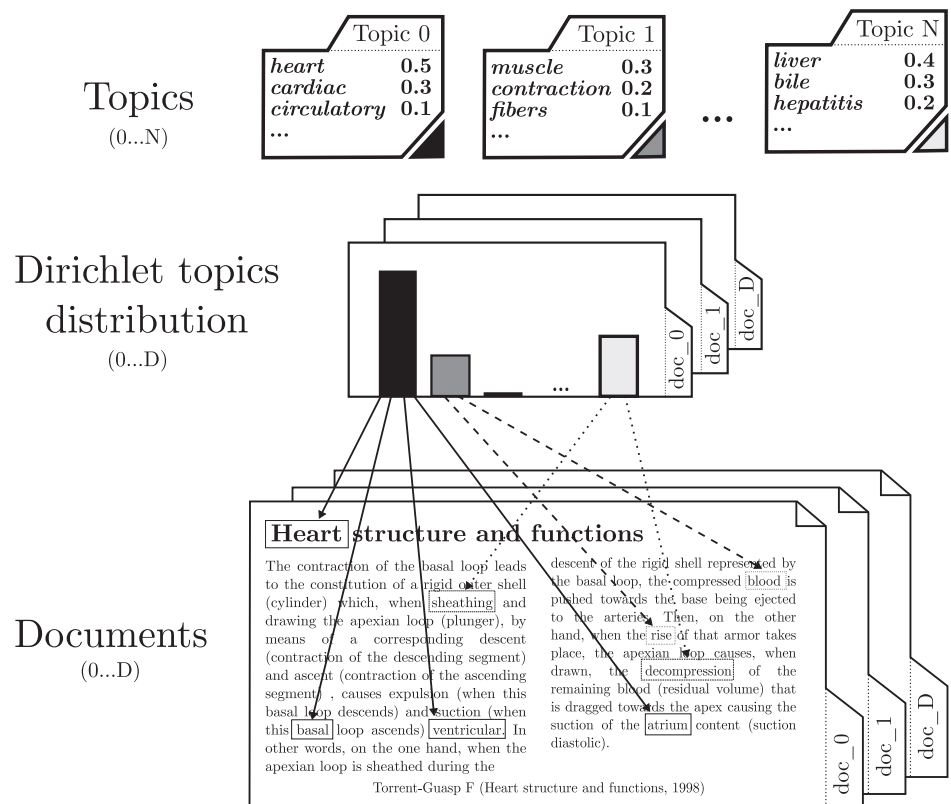 Topics
(0...N)
Topic 0
heart 0.5
cardiac 0.3
circulatory 0.1
...
Topic 1
muscle 0.3
contraction 0.2
fibers 0.1
...
...
Topic N
liver 0.4
bile 0.3
hepatitis 0.2
...
Dirichlet topics
distribution
(0...D)
...
doc_0
doc_1
doc_D
Documents
(0...D)
Heart structure and functions
The contraction of the basal loop leads
to the constitution of a rigid outer shell
(cylinder) which, when sheathing and
drawing the apexian loop (plunger), by
means of a corresponding descent
(contraction of the descending segment)
and ascent (contraction of the ascending
segment) , causes expulsion (when this
basal loop descends) and suction (when
this basal loop ascends) ventricular. In
other words, on the one hand, when the
apexian loop is sheathed during the
descent of the rigid shell represented by
the basal loop, the compressed blood is
pushed towards the base being ejected
to the arteries. Then, on the other
hand, when the rise of that armor takes
place, the apexian loop causes, when
drawn, the decompression of the
remaining blood (residual volume) that
is dragged towards the apex causing the
suction of the atrium content (suction
diastolic).
Torrent-Guasp F (Heart structure and functions, 1998)
doc_0
doc_1
doc_D